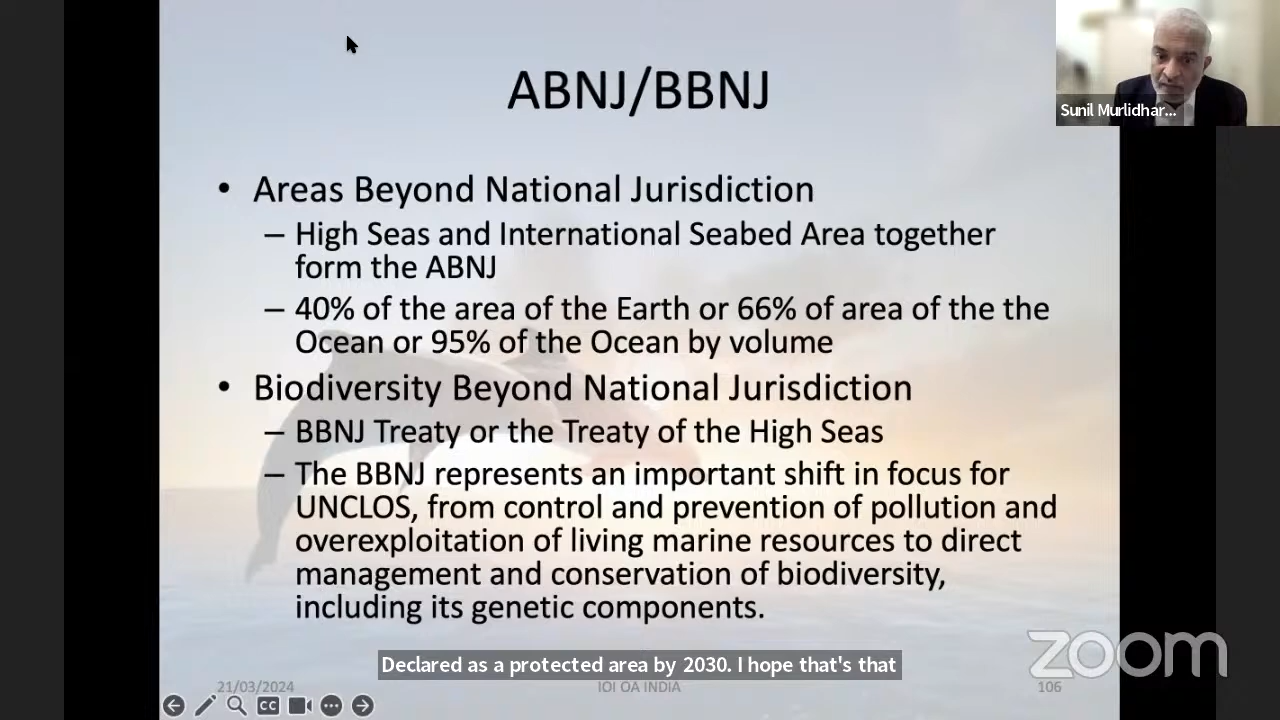 ABNJ/BBNJ
Sunil Murlidhar...
• Areas Beyond National Jurisdiction
– High Seas and International Seabed Area together
form the ABNJ
– 40% of the area of the Earth or 66% of area of the the
Ocean or 95% of the Ocean by volume
• Biodiversity Beyond National Jurisdiction
– BBNJ Treaty or the Treaty of the High Seas
– The BBNJ represents an important shift in focus for
UNCLOS, from control and prevention of pollution and
overexploitation of living marine resources to direct
management and conservation of biodiversity,
including its genetic components.
Declared as a protected area by 2030. I hope that's that
zoom
21/03/2024
IOI OA INDIA
106
CC